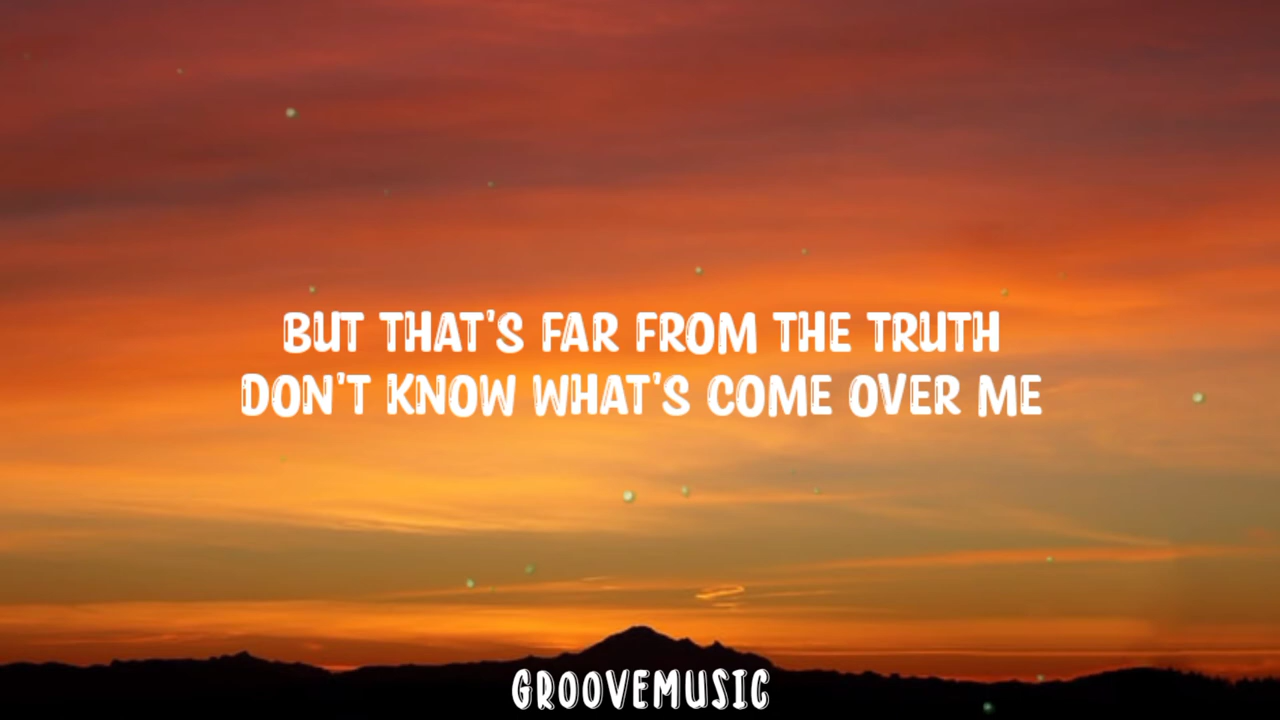 BUT THAT'S FAR FROM THE TRUTH
DON'T KNOW WHAT'S COME OVER ME
GROOVEMUSIC